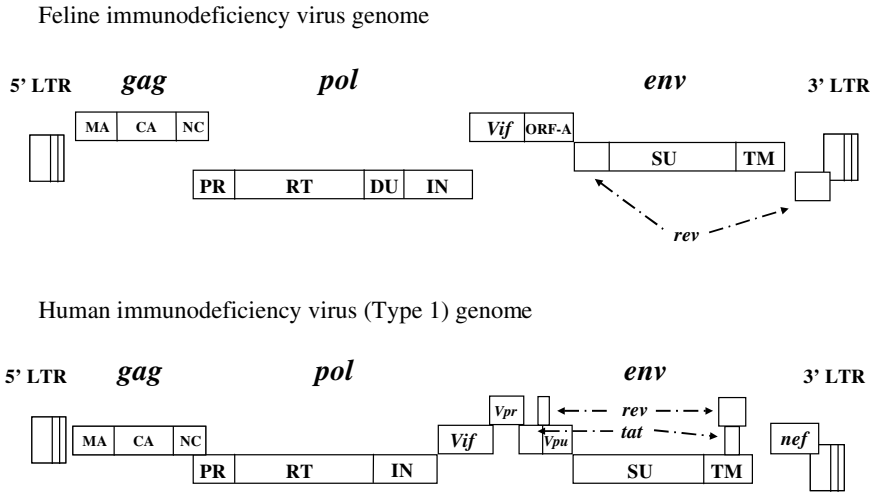 Feline immunodeficiency virus genome
5’ LTR gag pol env 3’ LTR
MA CA NC Vif ORF-A
SU TM
PR RT DU IN
rev
Human immunodeficiency virus (Type 1) genome
5’ LTR gag pol env 3’ LTR
Vpr rev
MA CA NC Vif Vpu tat nef
PR RT IN SU TM